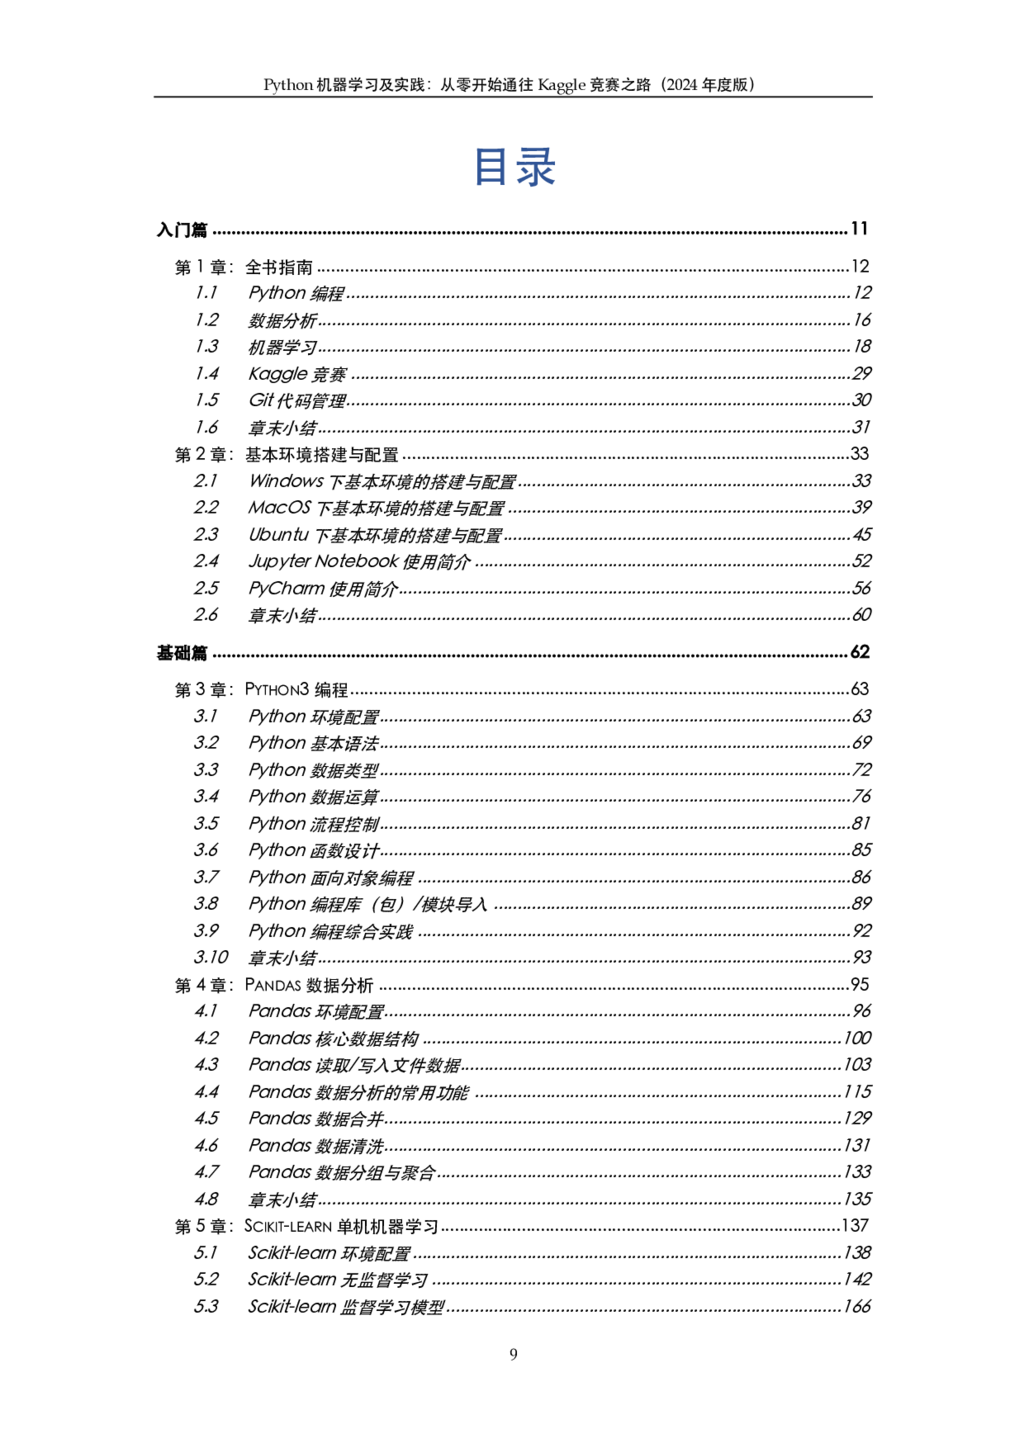 Python 机器学习及实践：从零开始通往 Kaggle 竞赛之路（2024 年度版）
目录
入门篇 ........ 11
第 1 章：全书指南 ........ 12
1.1 Python 编程 ........ 12
1.2 数据分析 ........ 16
1.3 机器学习 ........ 18
1.4 Kaggle 竞赛 ........ 29
1.5 Git 代码管理 ........ 30
1.6 章末小结 ........ 31
第 2 章：基本环境搭建与配置 ........ 33
2.1 Windows 下基本环境的搭建与配置 ........ 33
2.2 MacOS 下基本环境的搭建与配置 ........ 39
2.3 Ubuntu 下基本环境的搭建与配置 ........ 45
2.4 Jupyter Notebook 使用简介 ........ 52
2.5 PyCharm 使用简介 ........ 56
2.6 章末小结 ........ 60
基础篇 ........ 62
第 3 章：PYTHON3 编程 ........ 63
3.1 Python 环境配置 ........ 63
3.2 Python 基本语法 ........ 69
3.3 Python 数据类型 ........ 72
3.4 Python 数据运算 ........ 76
3.5 Python 流程控制 ........ 81
3.6 Python 函数设计 ........ 85
3.7 Python 面向对象编程 ........ 86
3.8 Python 编程库（包）/模块导入 ........ 89
3.9 Python 编程综合实践 ........ 92
3.10 章末小结 ........ 93
第 4 章：PANDAS 数据分析 ........ 95
4.1 Pandas 环境配置 ........ 96
4.2 Pandas 核心数据结构 ........ 100
4.3 Pandas 读取/写入文件数据 ........ 103
4.4 Pandas 数据分析的常用功能 ........ 115
4.5 Pandas 数据合并 ........ 129
4.6 Pandas 数据清洗 ........ 131
4.7 Pandas 数据分组与聚合 ........ 133
4.8 章末小结 ........ 135
第 5 章：SCIKIT-LEARN 单机机器学习 ........ 137
5.1 Scikit-learn 环境配置 ........ 138
5.2 Scikit-learn 无监督学习 ........ 142
5.3 Scikit-learn 监督学习模型 ........ 166
9